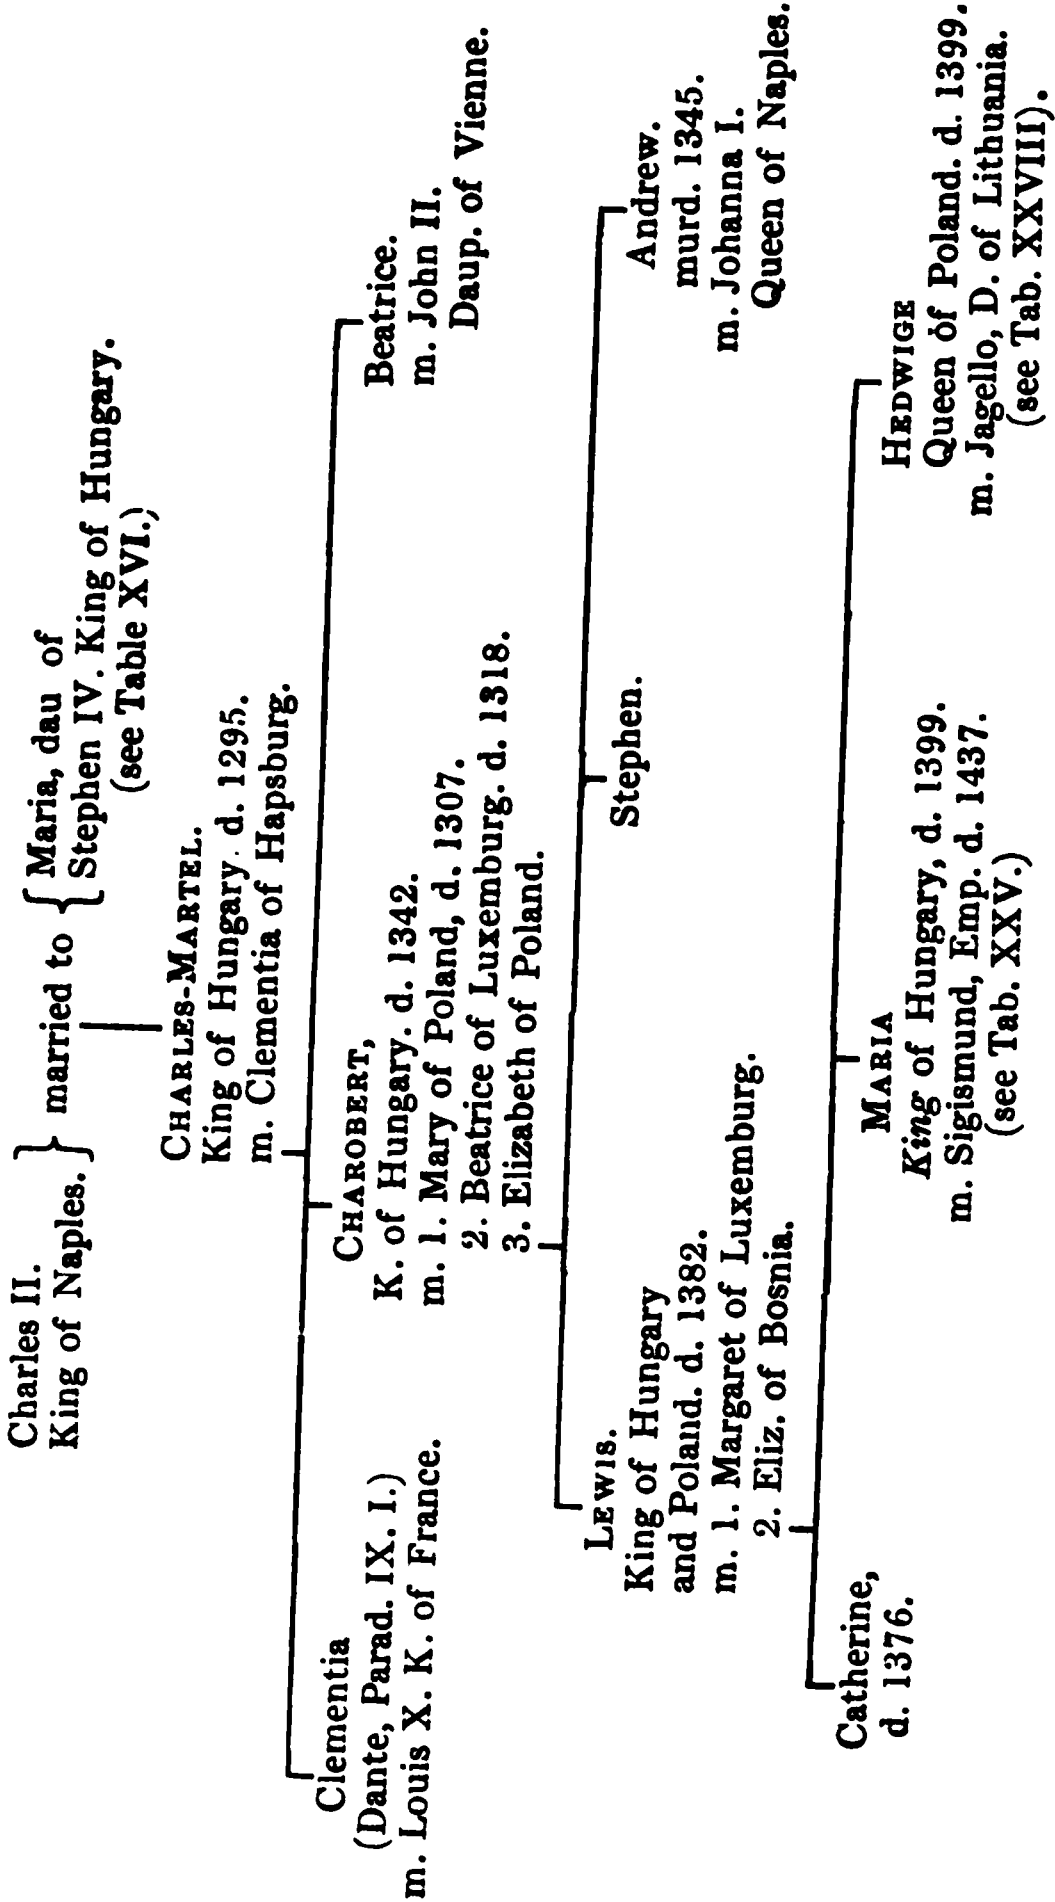 Charles II.
King of Naples.
married to
Maria, dau of
Stephen IV. King of Hungary.
(see Table XVI.)
CHARLES-MARTEL.
King of Hungary. d. 1295.
m. Clementia of Hapsburg.
Clementia
(Dante, Parad. IX. I.)
m. Louis X. K. of France.
CHAROBERT,
K. of Hungary. d. 1342.
m. 1. Mary of Poland, d. 1307.
2. Beatrice of Luxemburg. d. 1318.
3. Elizabeth of Poland.
Beatrice.
m. John II.
Daup. of Vienne.
LEWIS.
King of Hungary
and Poland. d. 1382.
m. 1. Margaret of Luxemburg.
2. Eliz. of Bosnia.
Stephen.
Andrew.
murd. 1345.
m. Johanna I.
Queen of Naples.
Catherine,
d. 1376.
MARIA
King of Hungary, d. 1399.
m. Sigismund, Emp. d. 1437.
(see Tab. XXV.)
HEDWIGE
Queen of Poland. d. 1399.
m. Jagello, D. of Lithuania.
(see Tab. XXVIII).